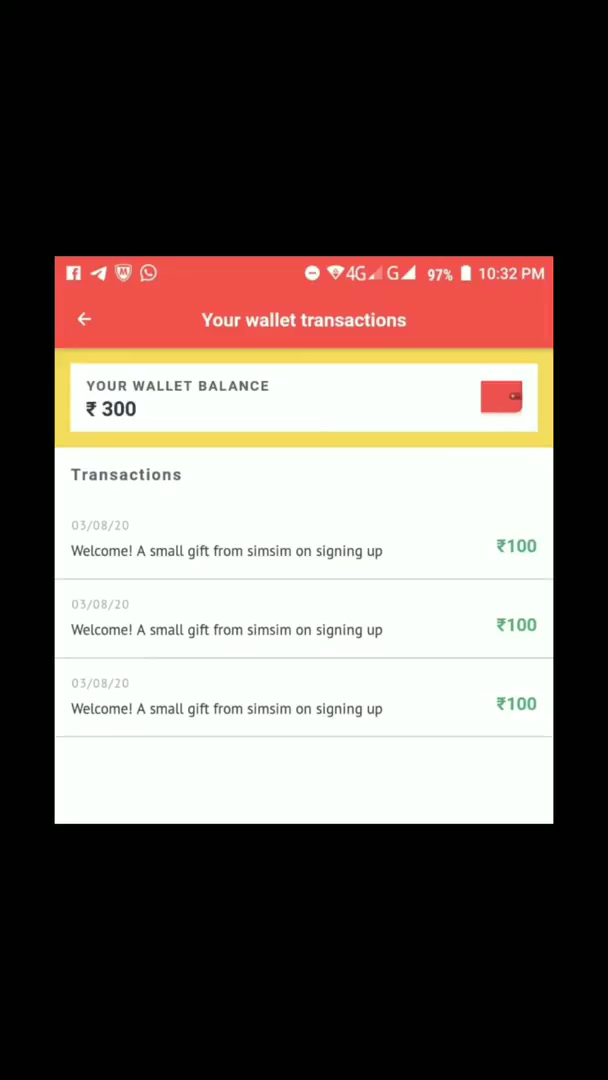 4G G 97% 10:32 PM
Your wallet transactions
YOUR WALLET BALANCE
₹ 300
Transactions
03/08/20
Welcome! A small gift from simsim on signing up ₹100
03/08/20
Welcome! A small gift from simsim on signing up ₹100
03/08/20
Welcome! A small gift from simsim on signing up ₹100